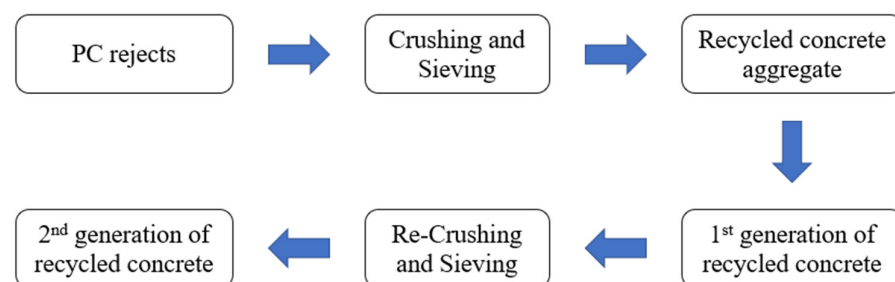 PC rejects
Crushing and
Sieving
Recycled concrete
aggregate
1st generation of
recycled concrete
Re-Crushing
and Sieving
2nd generation of
recycled concrete